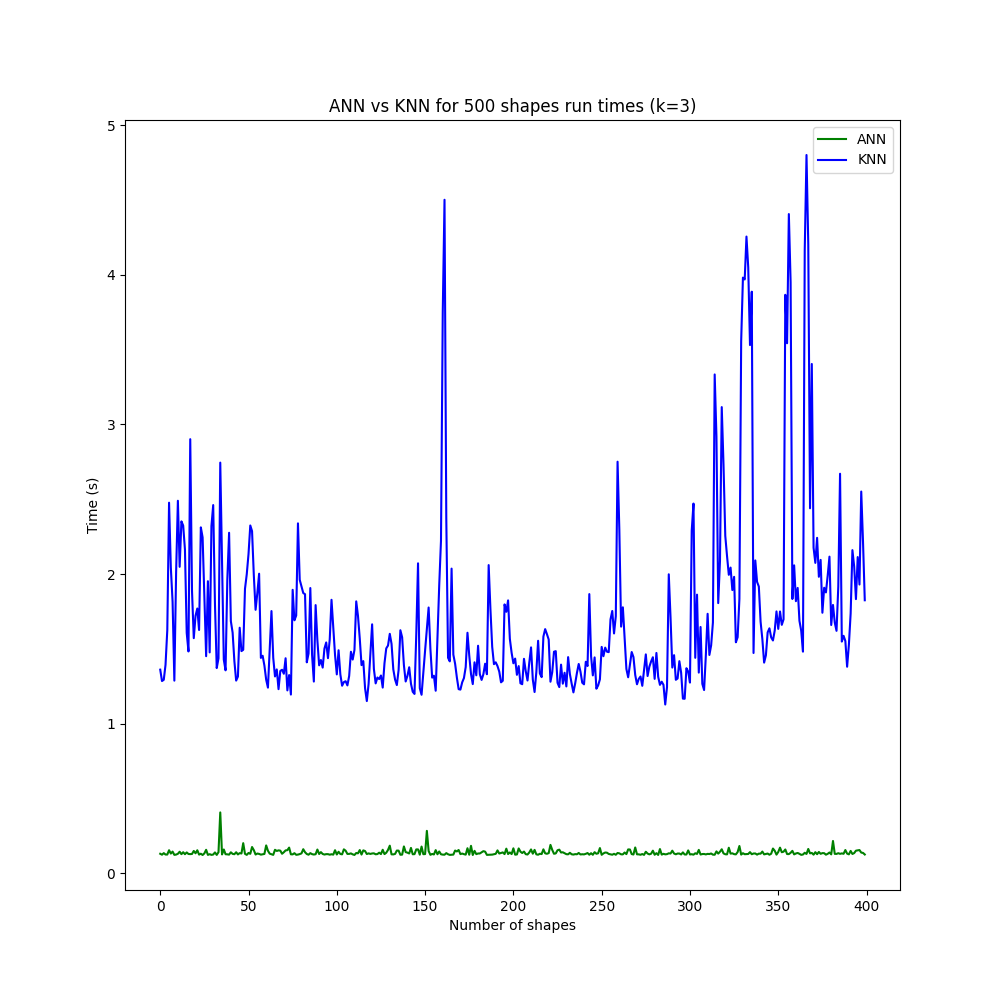 ANN vs KNN for 500 shapes run times (k=3)
ANN
KNN
5
4
3
2
1
0
Time (s)
0 50 100 150 200 250 300 350 400
Number of shapes